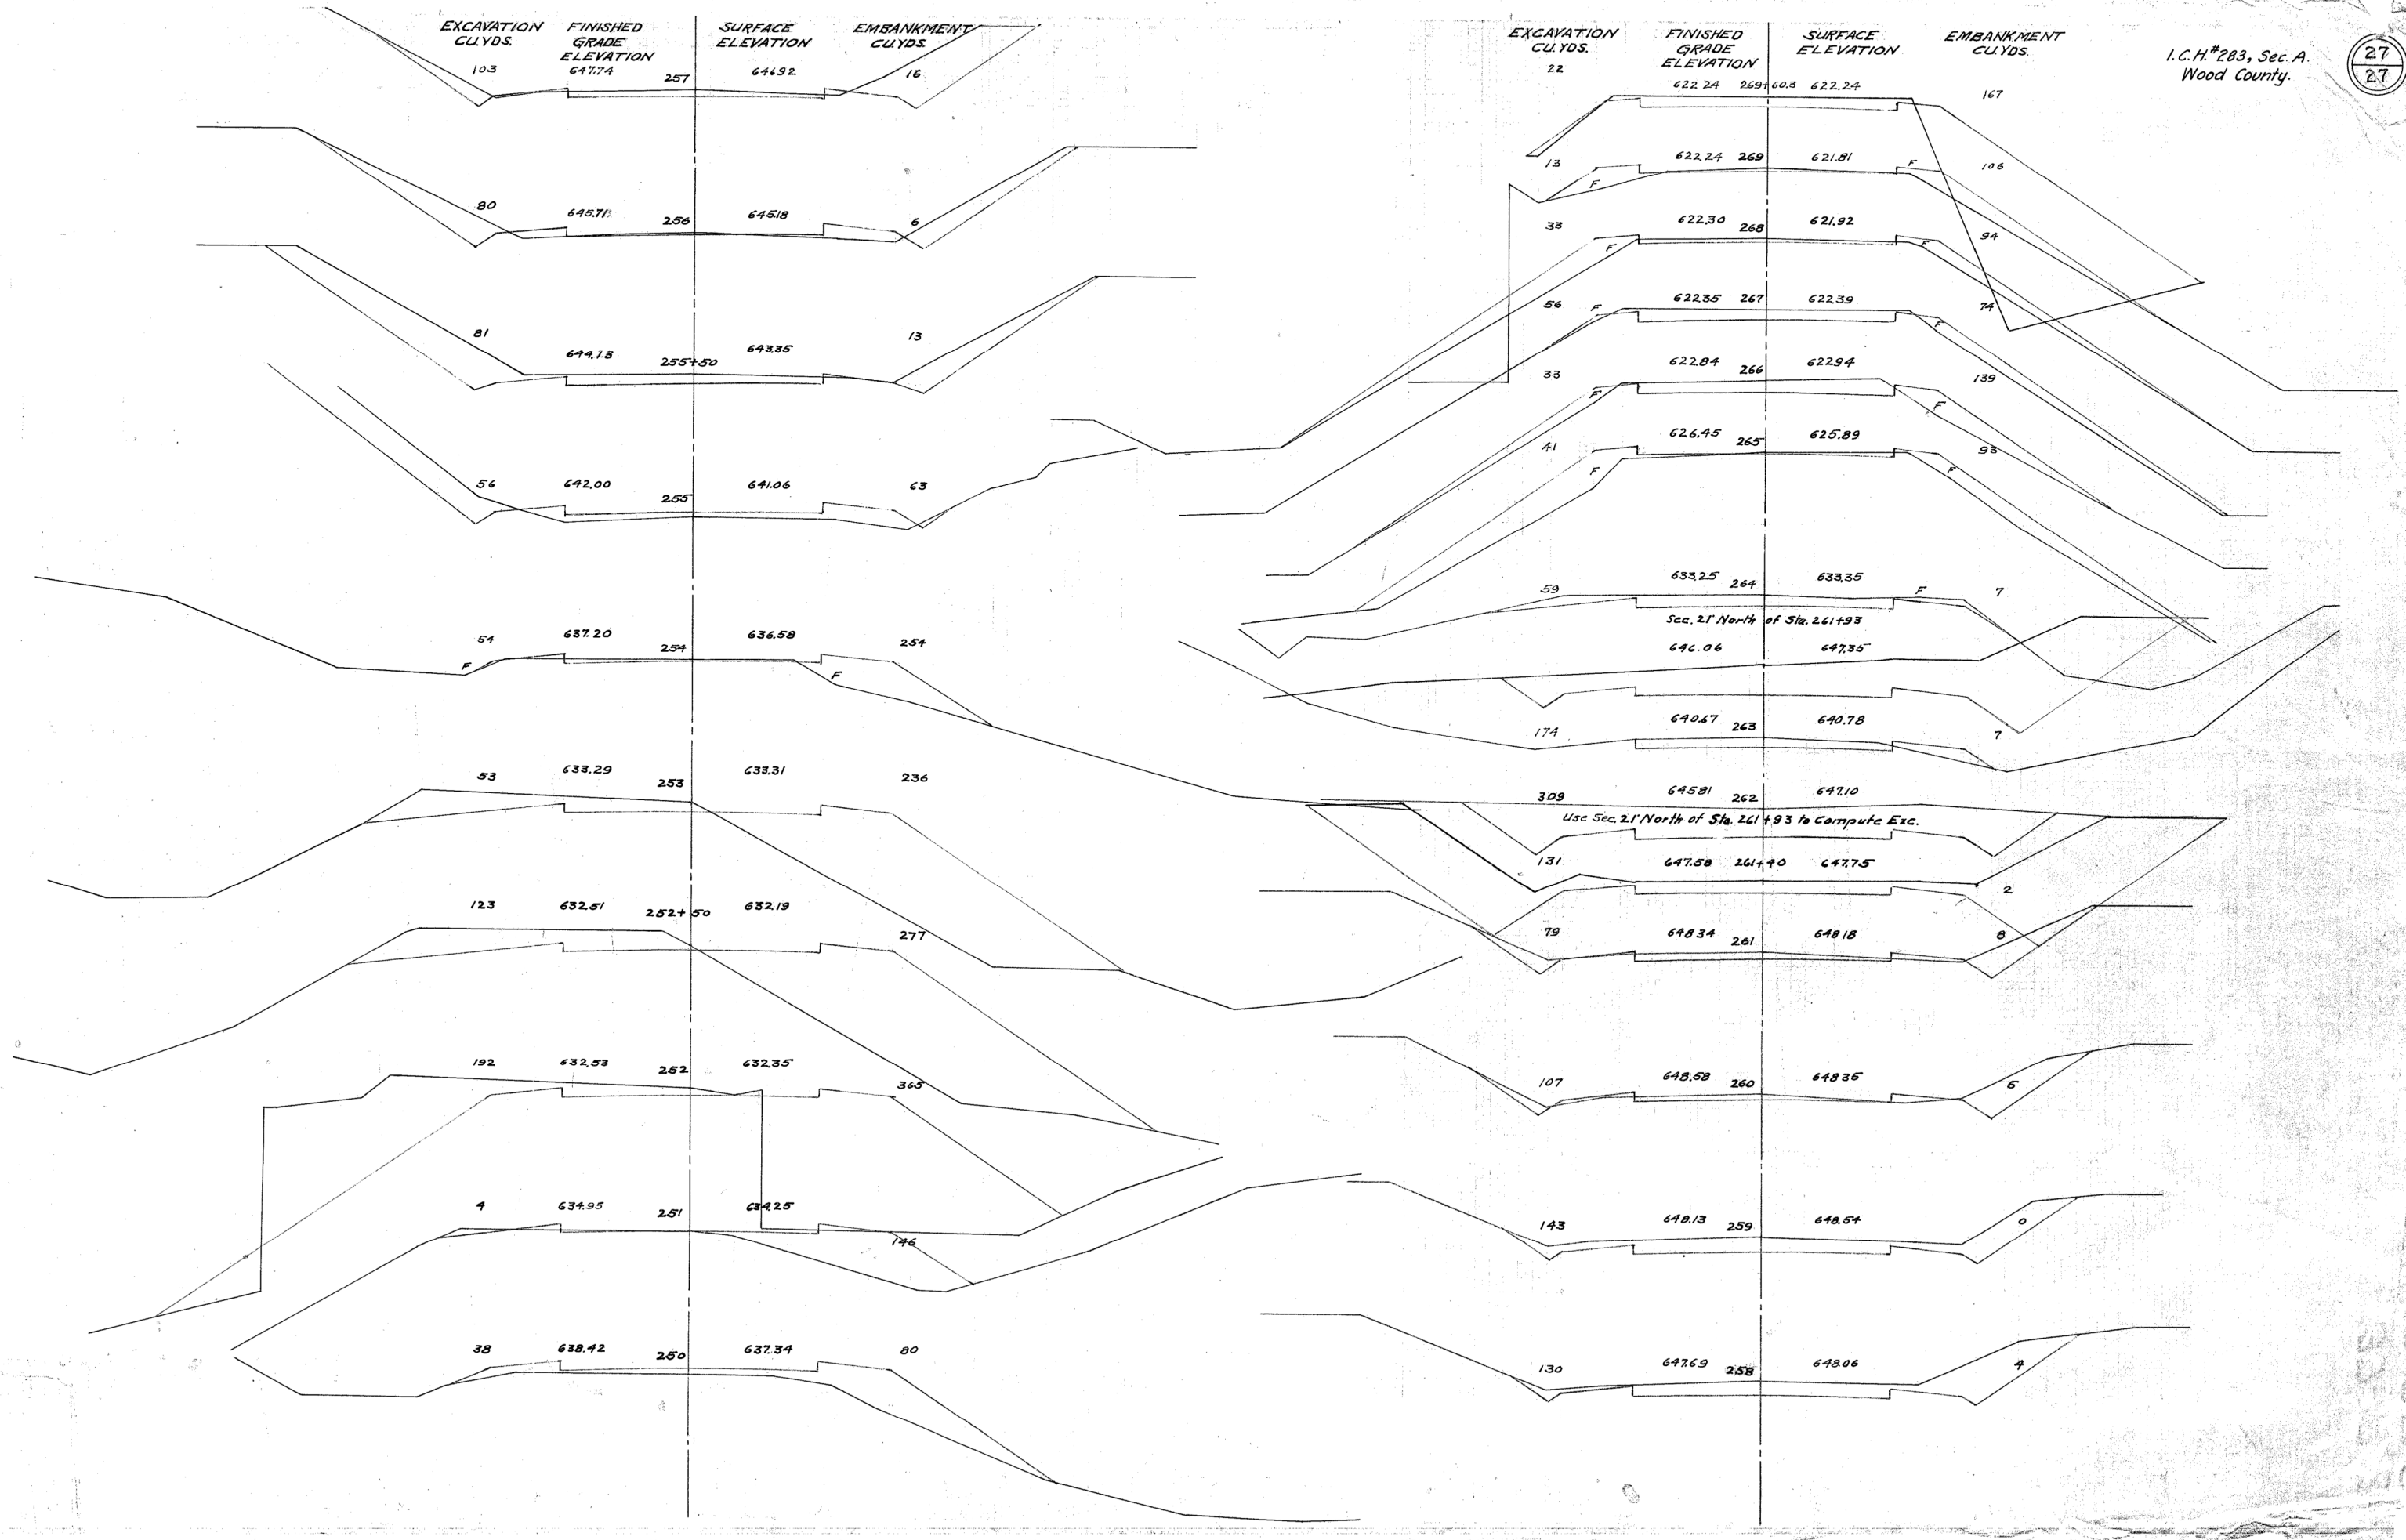 EXCAVATION CU.YDS. FINISHED GRADE ELEVATION SURFACE ELEVATION EMBANKMENT CU.YDS.
103 647.74 257 646.92 16
80 645.71 256 645.18 6
81 644.13 255+50 643.35 13
56 642.00 255 641.06 63
54 637.20 254 636.58 254
F F
53 633.29 253 633.31 236
123 632.51 252+50 632.19 277
192 632.53 252 632.35 365
4 634.95 251 634.25 146
38 638.42 250 637.34 80
EXCAVATION CU.YDS. FINISHED GRADE ELEVATION SURFACE ELEVATION EMBANKMENT CU.YDS.
22 622.24 269+60.3 622.24 167
13 622.24 269 621.81 106
F F
33 622.30 268 621.92 94
F F
56 622.35 267 622.39 74
F F
33 622.84 266 622.94 139
F F
41 626.45 265 625.89 93
F F
59 633.25 264 633.35 7
F
Sec. 21' North of Sta. 261+93
646.06 647.35
174 640.67 263 640.78 7
309 645.81 262 647.10
Use Sec. 21' North of Sta. 261+93 to Compute Exc.
131 647.58 261+40 647.75 2
79 648.34 261 648.18 8
107 648.58 260 648.35
143 648.13 259 648.54 0
130 647.69 258 648.06 4
I.C.H. #283, Sec. A.
Wood County.
27
27